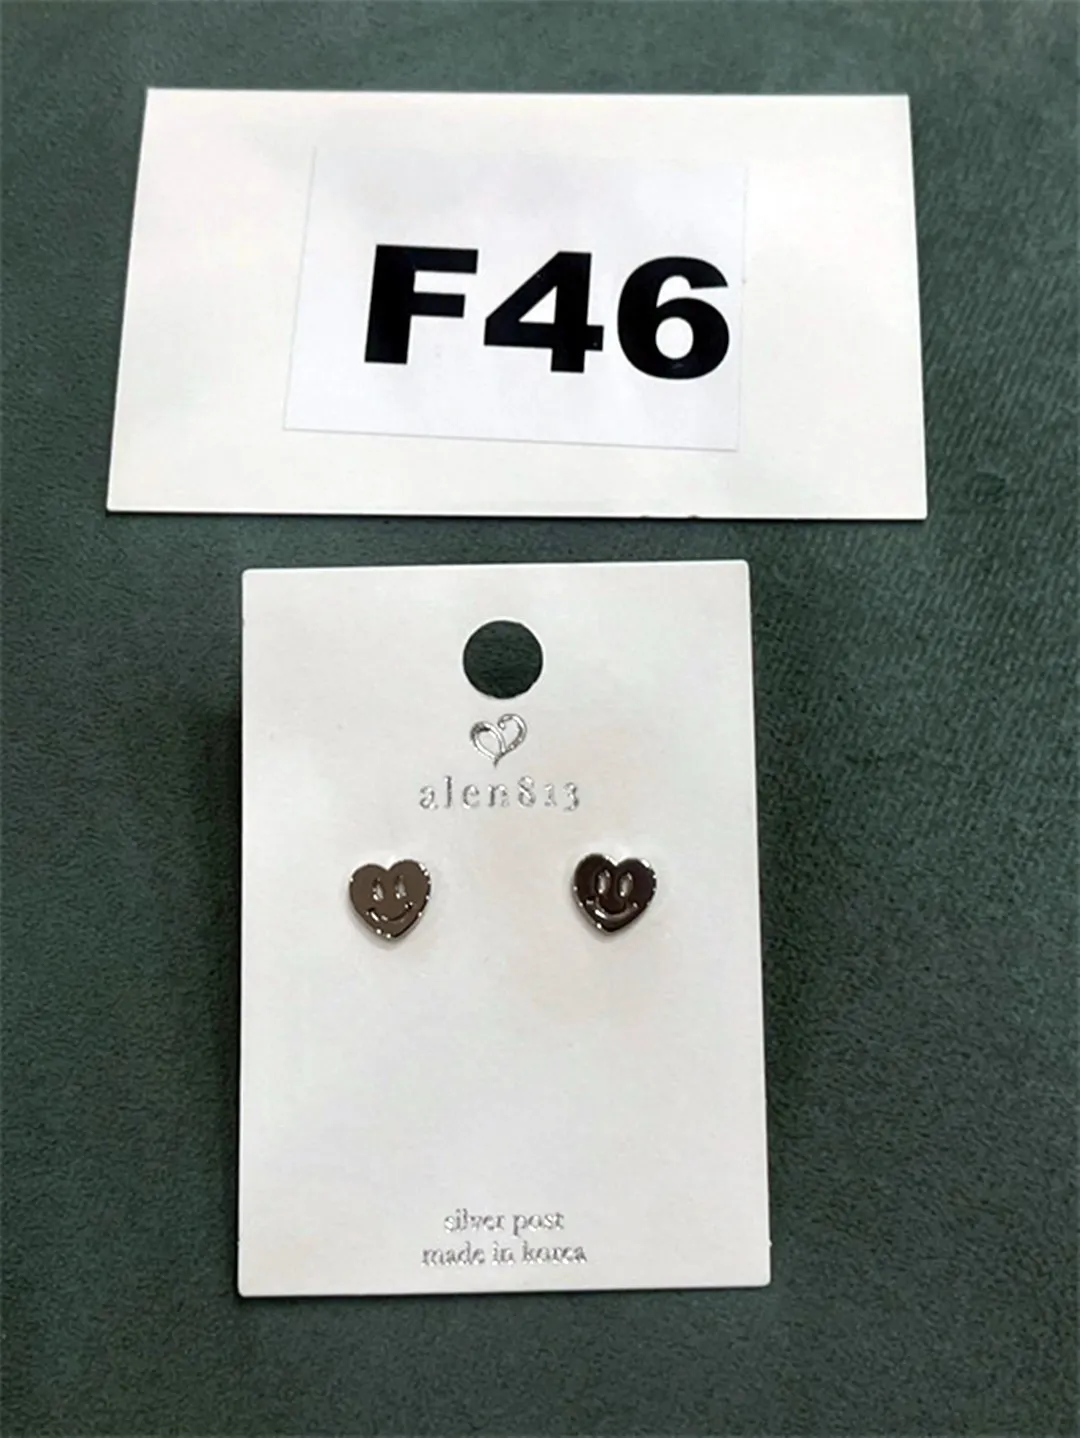 F46
alen813
silver post
made in korea